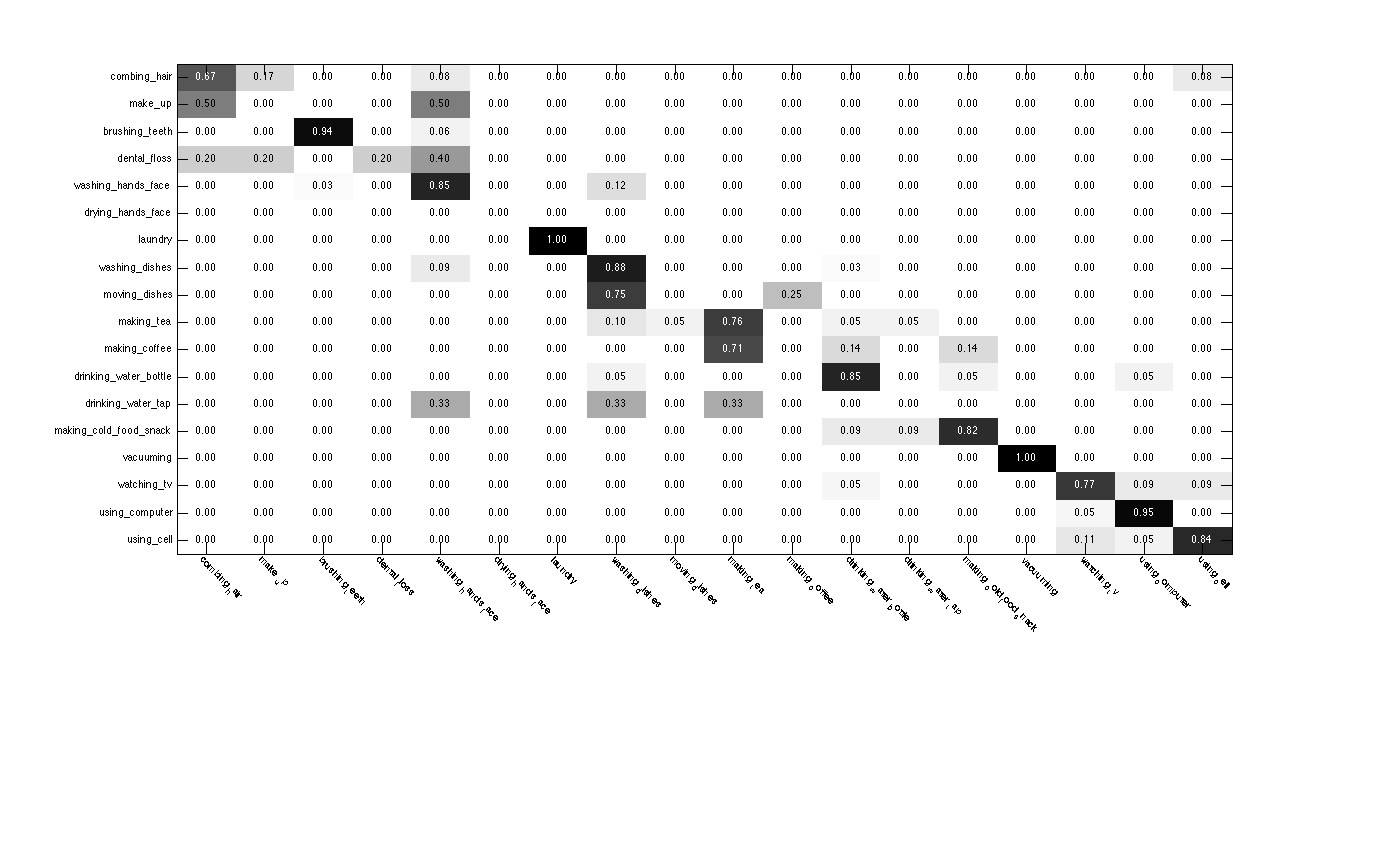 combing_hair 0.67 0.17 0.00 0.00 0.08 0.00 0.00 0.00 0.00 0.00 0.00 0.00 0.00 0.00 0.00 0.00 0.00 0.08
make_up 0.50 0.00 0.00 0.00 0.50 0.00 0.00 0.00 0.00 0.00 0.00 0.00 0.00 0.00 0.00 0.00 0.00 0.00
brushing_teeth 0.00 0.00 0.94 0.00 0.06 0.00 0.00 0.00 0.00 0.00 0.00 0.00 0.00 0.00 0.00 0.00 0.00 0.00
dental_floss 0.20 0.20 0.00 0.20 0.40 0.00 0.00 0.00 0.00 0.00 0.00 0.00 0.00 0.00 0.00 0.00 0.00 0.00
washing_hands_face 0.00 0.00 0.03 0.00 0.85 0.00 0.00 0.12 0.00 0.00 0.00 0.00 0.00 0.00 0.00 0.00 0.00 0.00
drying_hands_face 0.00 0.00 0.00 0.00 0.00 0.00 0.00 0.00 0.00 0.00 0.00 0.00 0.00 0.00 0.00 0.00 0.00 0.00
laundry 0.00 0.00 0.00 0.00 0.00 0.00 1.00 0.00 0.00 0.00 0.00 0.00 0.00 0.00 0.00 0.00 0.00 0.00
washing_dishes 0.00 0.00 0.00 0.00 0.09 0.00 0.00 0.88 0.00 0.00 0.00 0.03 0.00 0.00 0.00 0.00 0.00 0.00
moving_dishes 0.00 0.00 0.00 0.00 0.00 0.00 0.00 0.75 0.00 0.00 0.25 0.00 0.00 0.00 0.00 0.00 0.00 0.00
making_tea 0.00 0.00 0.00 0.00 0.00 0.00 0.00 0.10 0.05 0.76 0.00 0.05 0.05 0.00 0.00 0.00 0.00 0.00
making_coffee 0.00 0.00 0.00 0.00 0.00 0.00 0.00 0.00 0.00 0.71 0.00 0.14 0.00 0.14 0.00 0.00 0.00 0.00
drinking_water_bottle 0.00 0.00 0.00 0.00 0.00 0.00 0.00 0.05 0.00 0.00 0.00 0.85 0.00 0.05 0.00 0.00 0.05 0.00
drinking_water_tap 0.00 0.00 0.00 0.00 0.33 0.00 0.00 0.33 0.00 0.33 0.00 0.00 0.00 0.00 0.00 0.00 0.00 0.00
making_cold_food_snack 0.00 0.00 0.00 0.00 0.00 0.00 0.00 0.00 0.00 0.00 0.00 0.09 0.09 0.82 0.00 0.00 0.00 0.00
vacuuming 0.00 0.00 0.00 0.00 0.00 0.00 0.00 0.00 0.00 0.00 0.00 0.00 0.00 0.00 1.00 0.00 0.00 0.00
watching_tv 0.00 0.00 0.00 0.00 0.00 0.00 0.00 0.00 0.00 0.00 0.00 0.05 0.00 0.00 0.00 0.77 0.09 0.09
using_computer 0.00 0.00 0.00 0.00 0.00 0.00 0.00 0.00 0.00 0.00 0.00 0.00 0.00 0.00 0.00 0.05 0.95 0.00
using_cell 0.00 0.00 0.00 0.00 0.00 0.00 0.00 0.00 0.00 0.00 0.00 0.00 0.00 0.00 0.00 0.11 0.05 0.84
combing_hair make_up brushing_teeth dental_floss washing_hands_face drying_hands_face laundry washing_dishes moving_dishes making_tea making_coffee drinking_water_bottle drinking_water_tap making_cold_food_snack vacuuming watching_tv using_computer using_cell